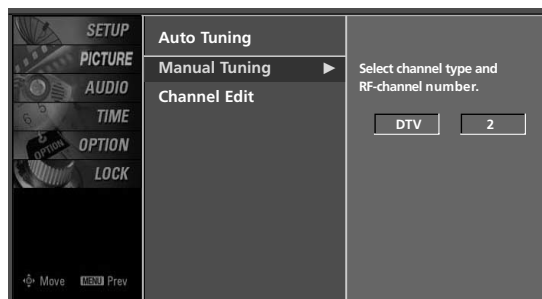 SETUP
PICTURE
AUDIO
TIME
OPTION
LOCK
Move MENU Prev
Auto Tuning
Manual Tuning ▶
Channel Edit
Select channel type and
RF-channel number.
DTV 2